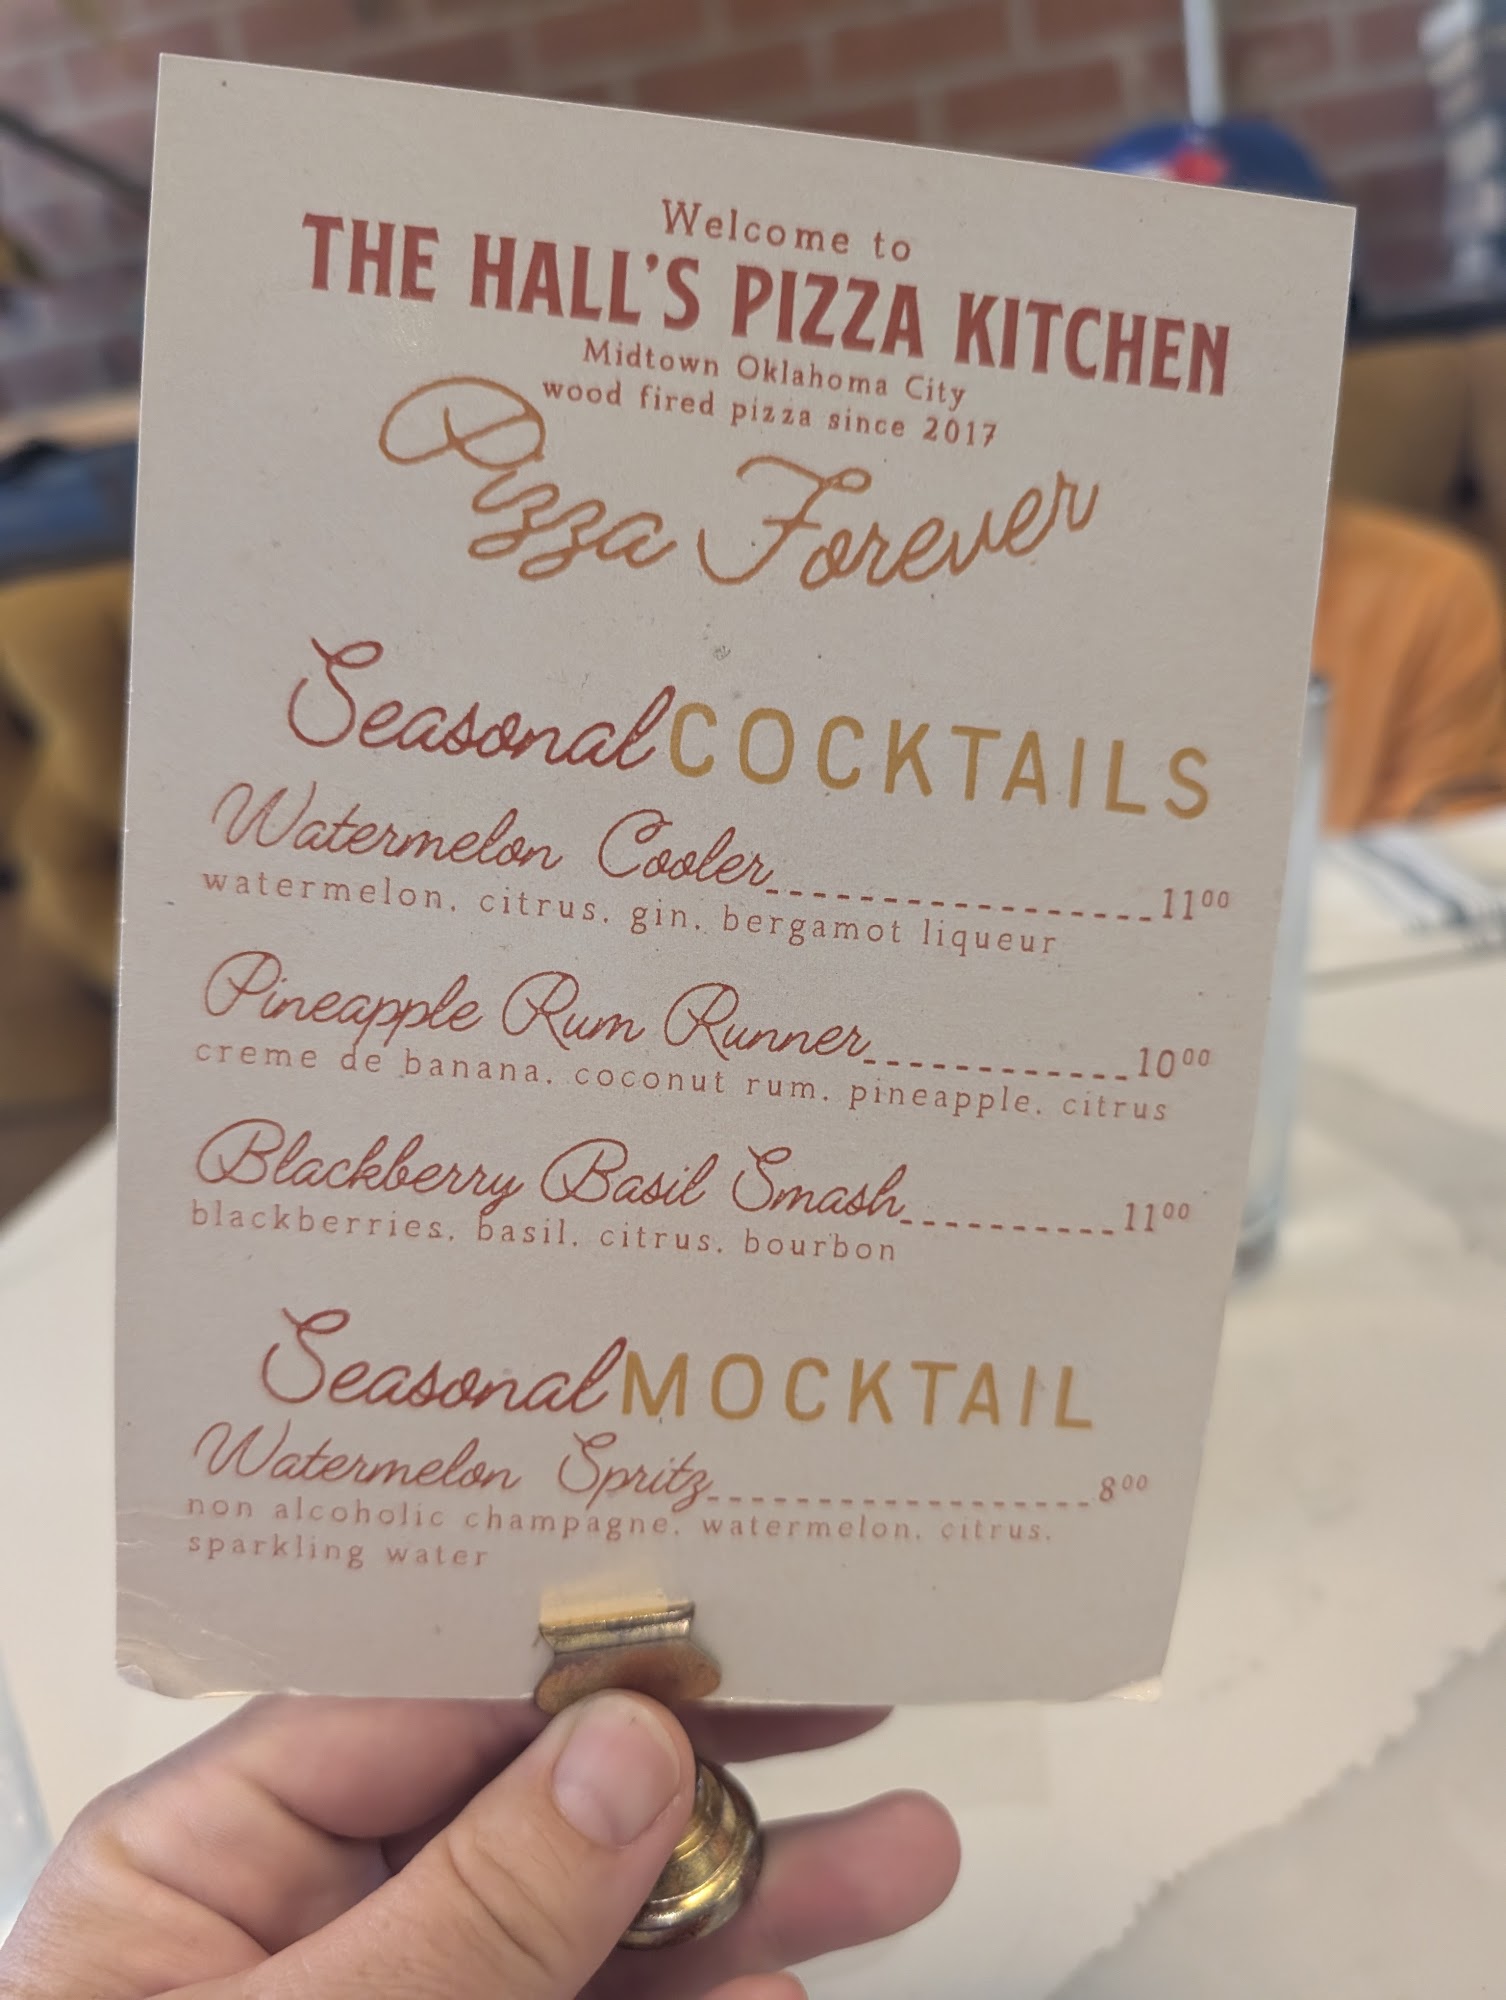 Welcome to
THE HALL'S PIZZA KITCHEN
Midtown Oklahoma City
wood fired pizza since 2017
Pizza Forever
Seasonal COCKTAILS
Watermelon Cooler 11⁰⁰
watermelon, citrus, gin, bergamot liqueur
Pineapple Rum Runner 10⁰⁰
creme de banana, coconut rum, pineapple, citrus
Blackberry Basil Smash 11⁰⁰
blackberries, basil, citrus, bourbon
Seasonal MOCKTAIL
Watermelon Spritz 8⁰⁰
non alcoholic champagne, watermelon, citrus,
sparkling water